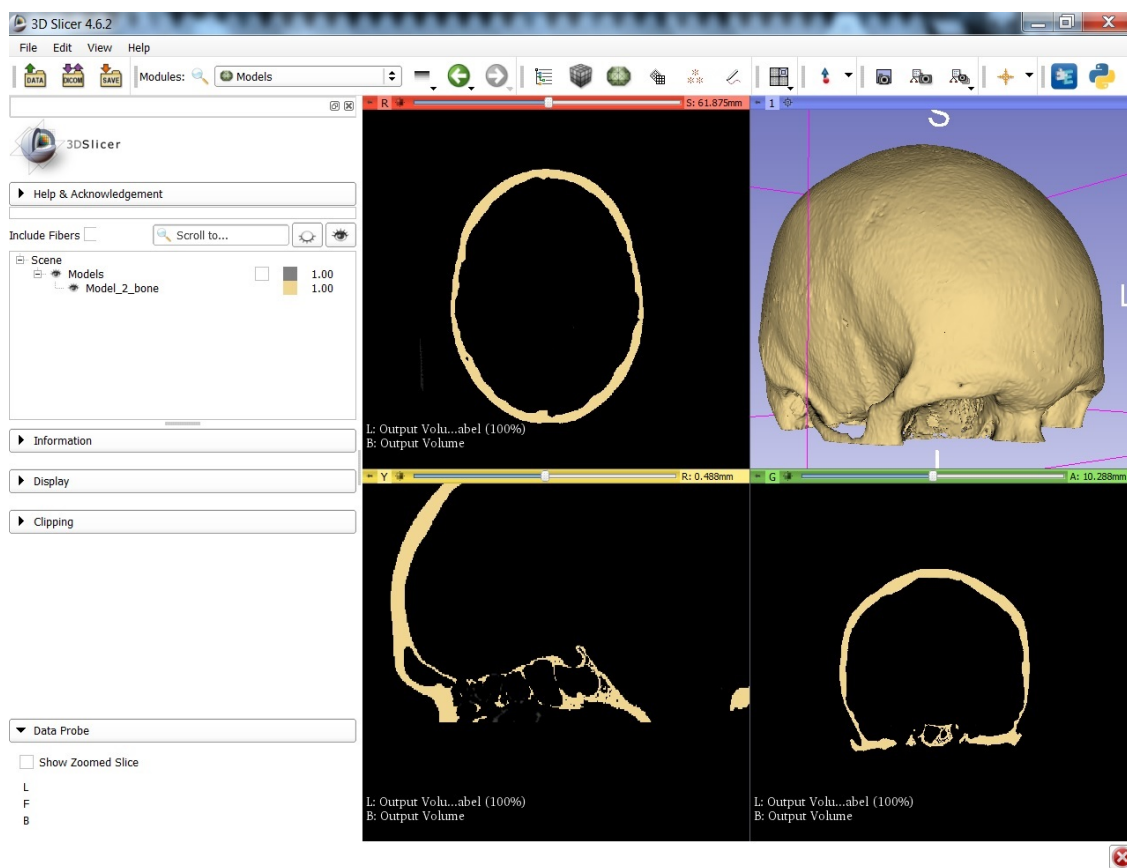 3D Slicer 4.6.2
File Edit View Help
DATA DICOM SAVE Modules: Models
R S: 61.875mm
1
3DSlicer
Help & Acknowledgement
Include Fibers Scroll to...
Scene
Models 1.00
Model_2_bone 1.00
Information
Display
Clipping
Data Probe
Show Zoomed Slice
L
F
B
L: Output Volu...abel (100%)
B: Output Volume
S
L
I
Y R: 0.488mm
L: Output Volu...abel (100%)
B: Output Volume
G A: 10.288mm
L: Output Volu...abel (100%)
B: Output Volume